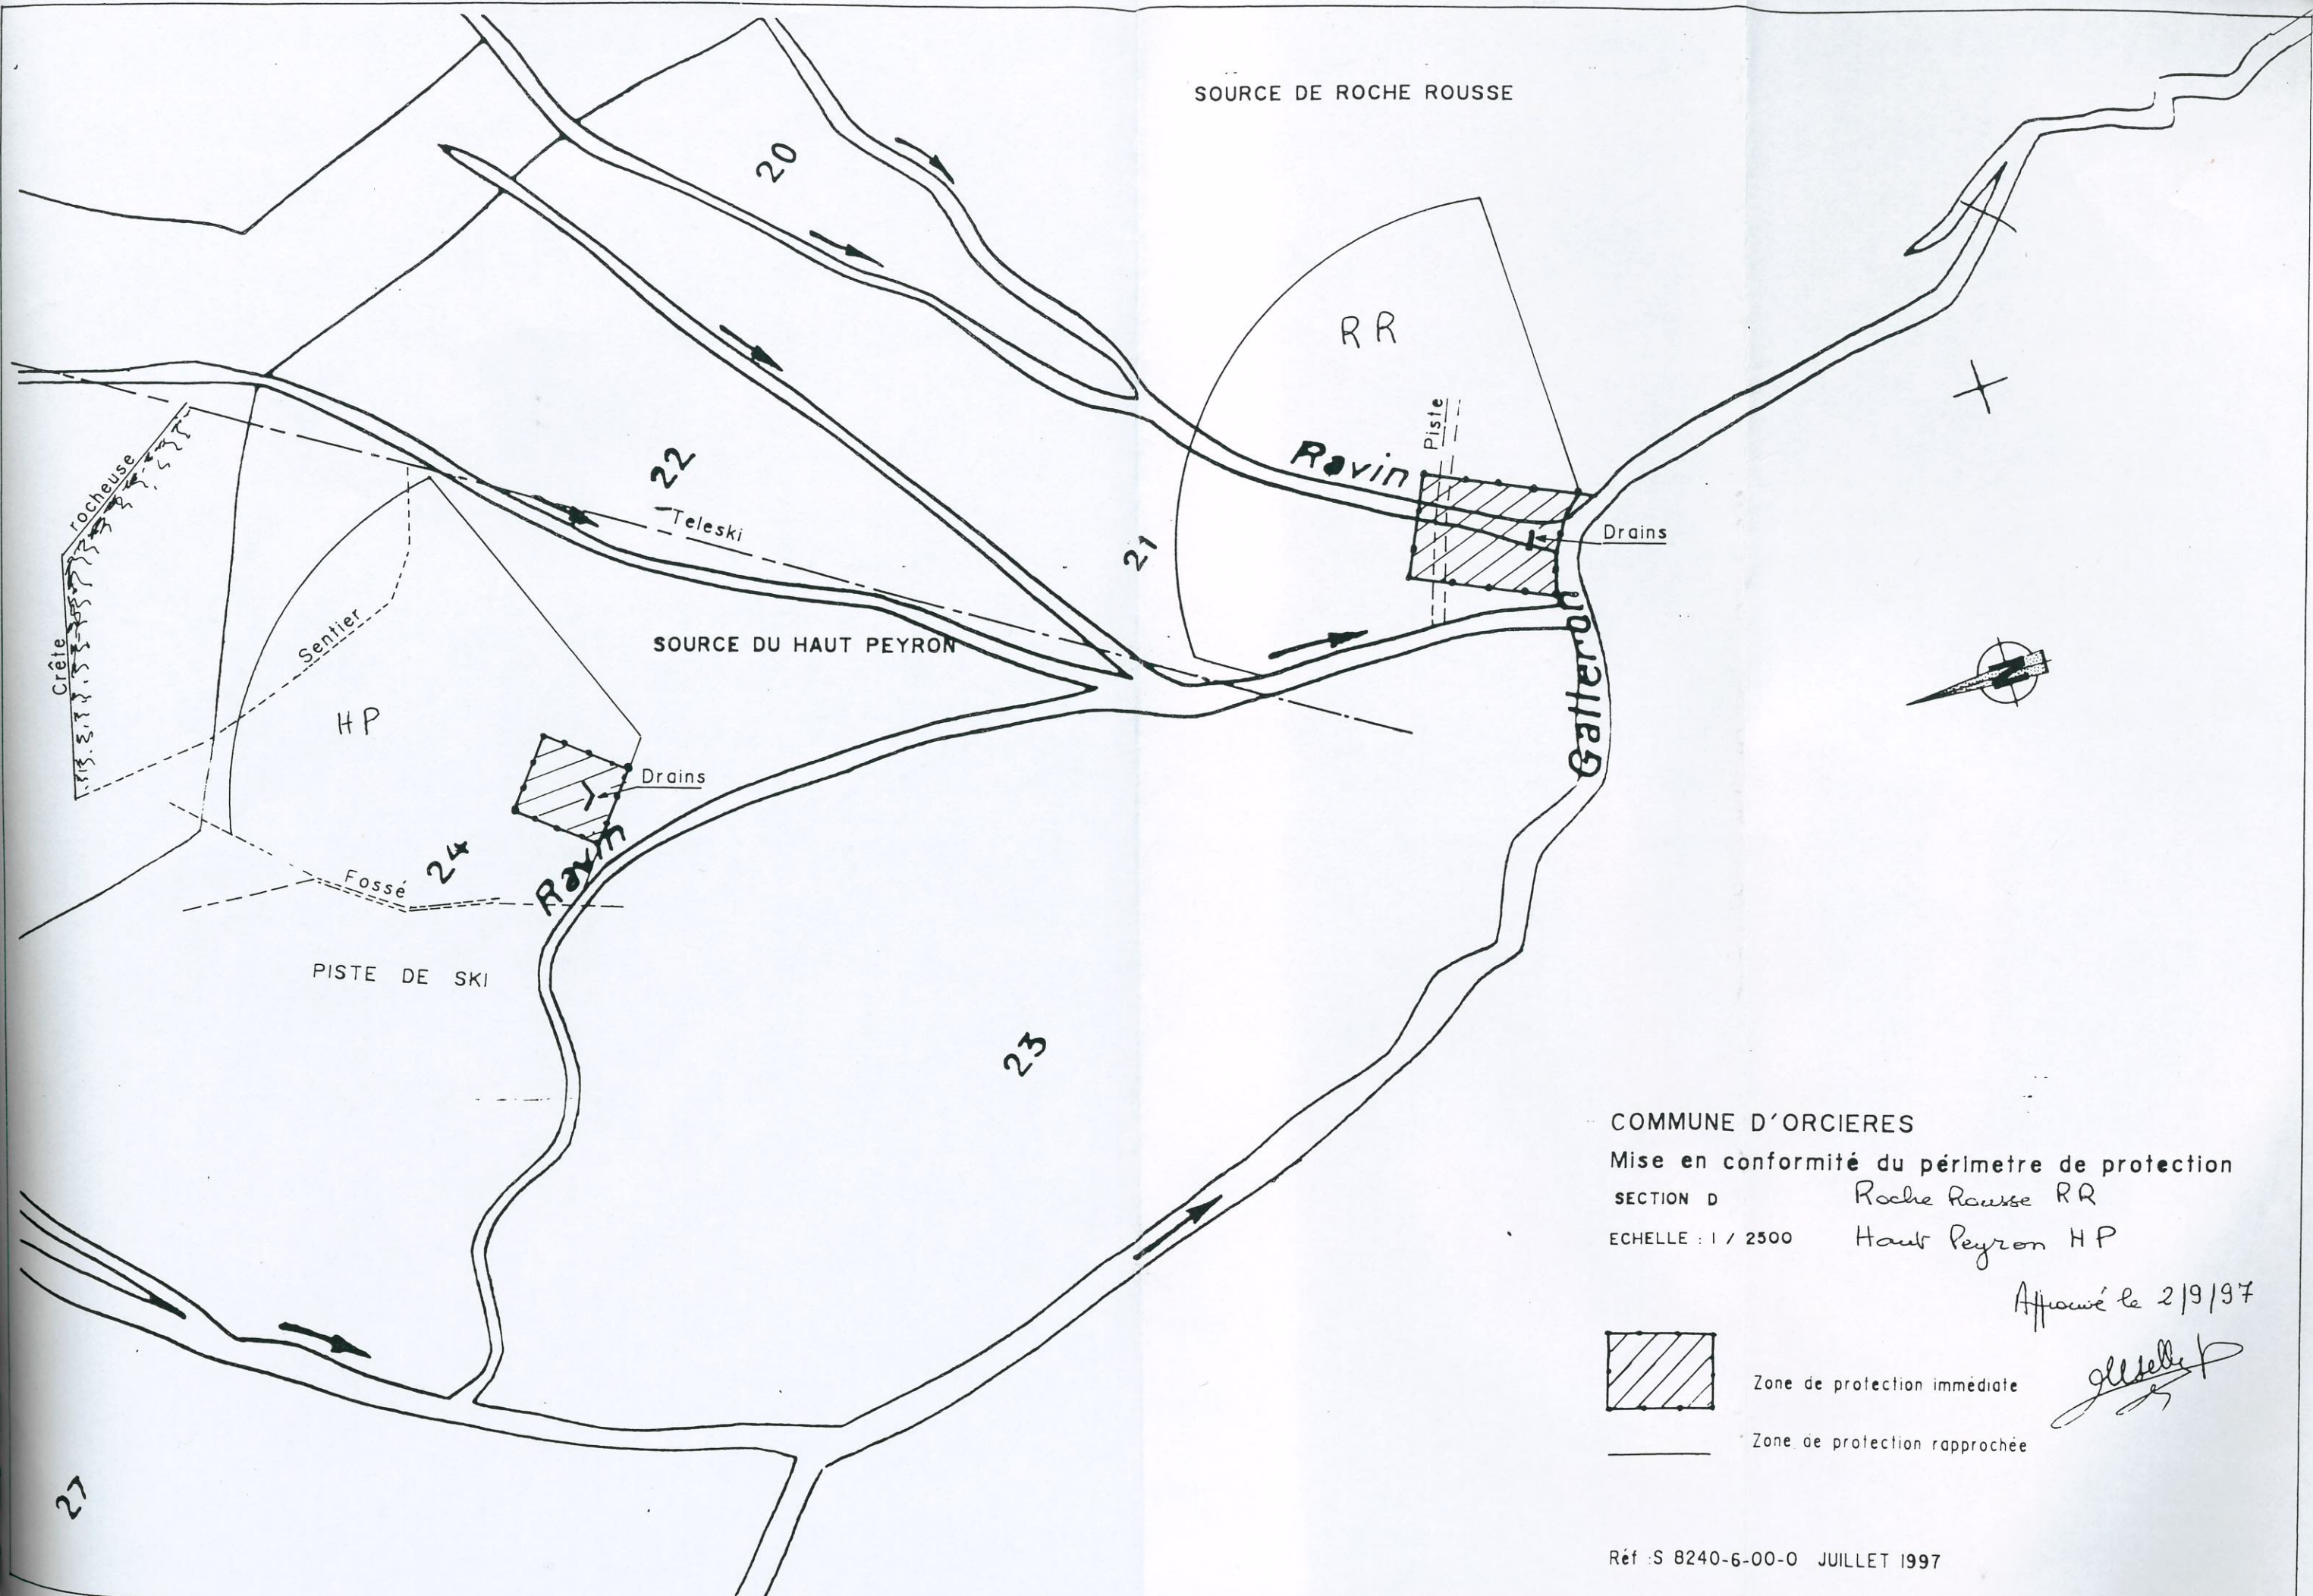 SOURCE DE ROCHE ROUSSE
20
RR
Piste
Ravin
rocheuse
22
Teleski
21
Drains
Sentier
SOURCE DU HAUT PEYRON
Crête
HP
N
Drains
Ravin
24
Fossé
PISTE DE SKI
23
27
COMMUNE D'ORCIERES
Mise en conformité du périmetre de protection
SECTION D Roche Rousse RR
ECHELLE : 1 / 2500 Haut Peyron HP
Approuvé le 2/9/97
Zone de protection immédiate
Zone de protection rapprochée
Réf : S 8240-6-00-0 JUILLET 1997